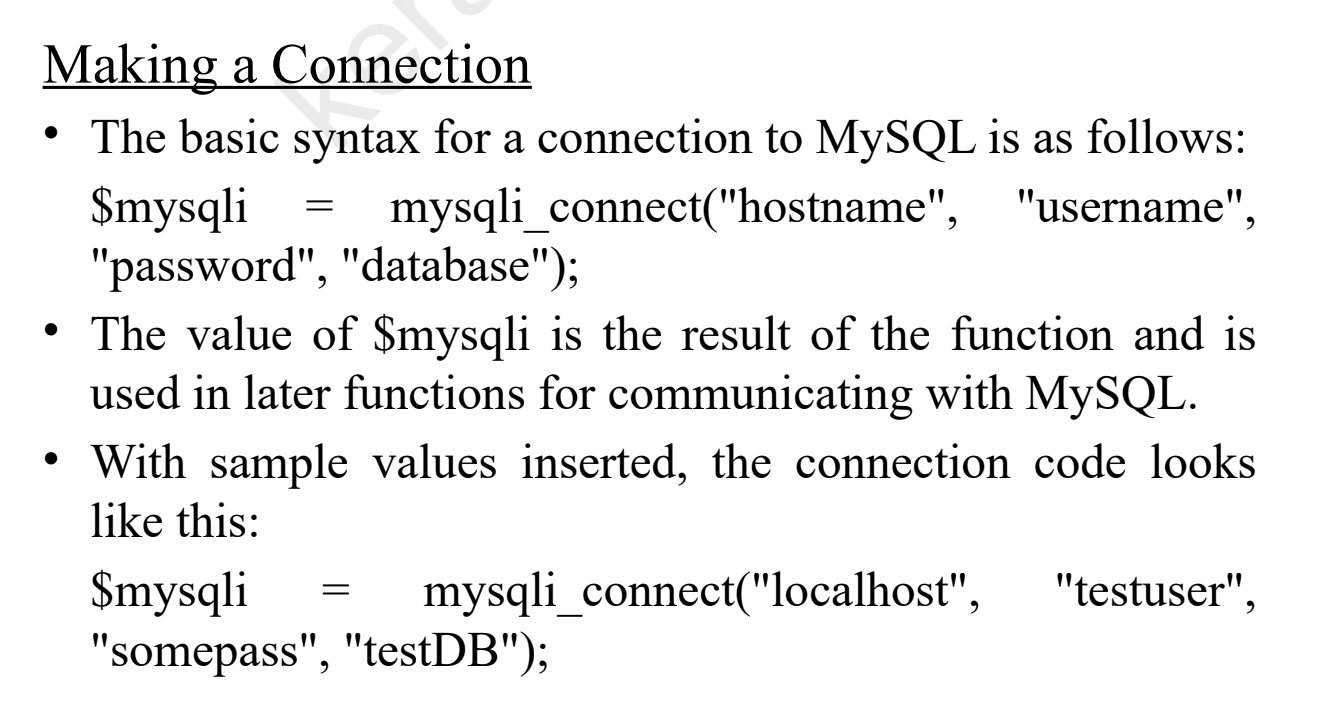 Making a Connection
• The basic syntax for a connection to MySQL is as follows:
$mysqli = mysqli_connect("hostname", "username",
"password", "database");
• The value of $mysqli is the result of the function and is
used in later functions for communicating with MySQL.
• With sample values inserted, the connection code looks
like this:
$mysqli = mysqli_connect("localhost", "testuser",
"somepass", "testDB");